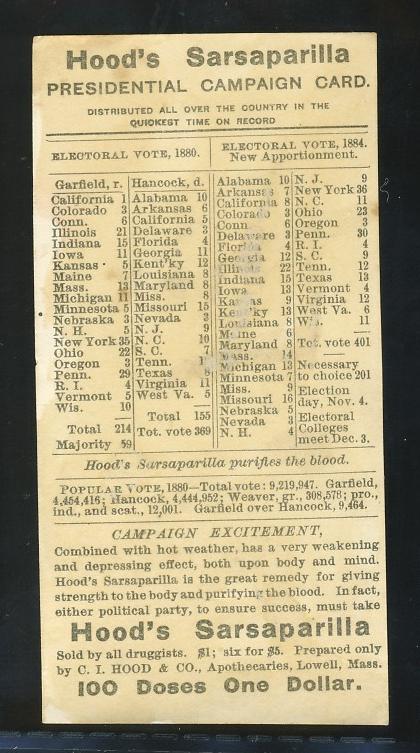 Hood's Sarsaparilla
PRESIDENTIAL CAMPAIGN CARD.
DISTRIBUTED ALL OVER THE COUNTRY IN THE
QUICKEST TIME ON RECORD
ELECTORAL VOTE, 1880.
Garfield, r.
California 1
Colorado 3
Conn. 6
Illinois 21
Indiana 15
Iowa 11
Kansas 5
Maine 7
Mass. 13
Michigan 11
Minnesota 5
Nebraska 3
N. H. 5
New York 35
Ohio 22
Oregon 3
Penn. 29
R. I. 4
Vermont 5
Wis. 10
Total 214
Majority 59
Hancock, d.
Alabama 10
Arkansas 6
California 5
Delaware 3
Florida 4
Georgia 11
Kent'ky 12
Louisiana 8
Maryland 8
Miss. 8
Missouri 15
Nevada 3
N. J. 9
N. C. 10
S. C. 7
Tenn.
Texas 8
Virginia 11
West Va. 5
Total 155
Tot. vote 369
ELECTORAL VOTE, 1884.
New Apportionment.
Alabama 10
Arkansas 7
California 8
Colorado 3
Conn. 6
Delaware 3
Florida 4
Georgia 12
Illinois 22
Indiana 15
Iowa 13
Kansas 9
Kentucky 13
Louisiana 8
Maine 6
Maryland 8
Mass. 14
Michigan 13
Minnesota 7
Miss. 9
Missouri 16
Nebraska 5
Nevada 3
N. H. 4
N. J. 9
New York 36
N. C. 11
Ohio 23
Oregon 3
Penn. 30
R. I. 4
S. C. 9
Tenn. 12
Texas 13
Vermont 4
Virginia 12
West Va. 6
Wis. 11
Tot. vote 401
Necessary
to choice 201
Election
day, Nov. 4.
Electoral
Colleges
meet Dec. 3.
Hood's Sarsaparilla purifies the blood.
POPULAR VOTE, 1880—Total vote: 9,219,947. Garfield,
4,454,416; Hancock, 4,444,952; Weaver, gr., 308,578; pro.,
ind., and scat., 12,001. Garfield over Hancock, 9,464.
CAMPAIGN EXCITEMENT,
Combined with hot weather, has a very weakening
and depressing effect, both upon body and mind.
Hood's Sarsaparilla is the great remedy for giving
strength to the body and purifying the blood. In fact,
either political party, to ensure success, must take
Hood's Sarsaparilla
Sold by all druggists. $1; six for $5. Prepared only
by C. I. HOOD & CO., Apothecaries, Lowell, Mass.
100 Doses One Dollar.